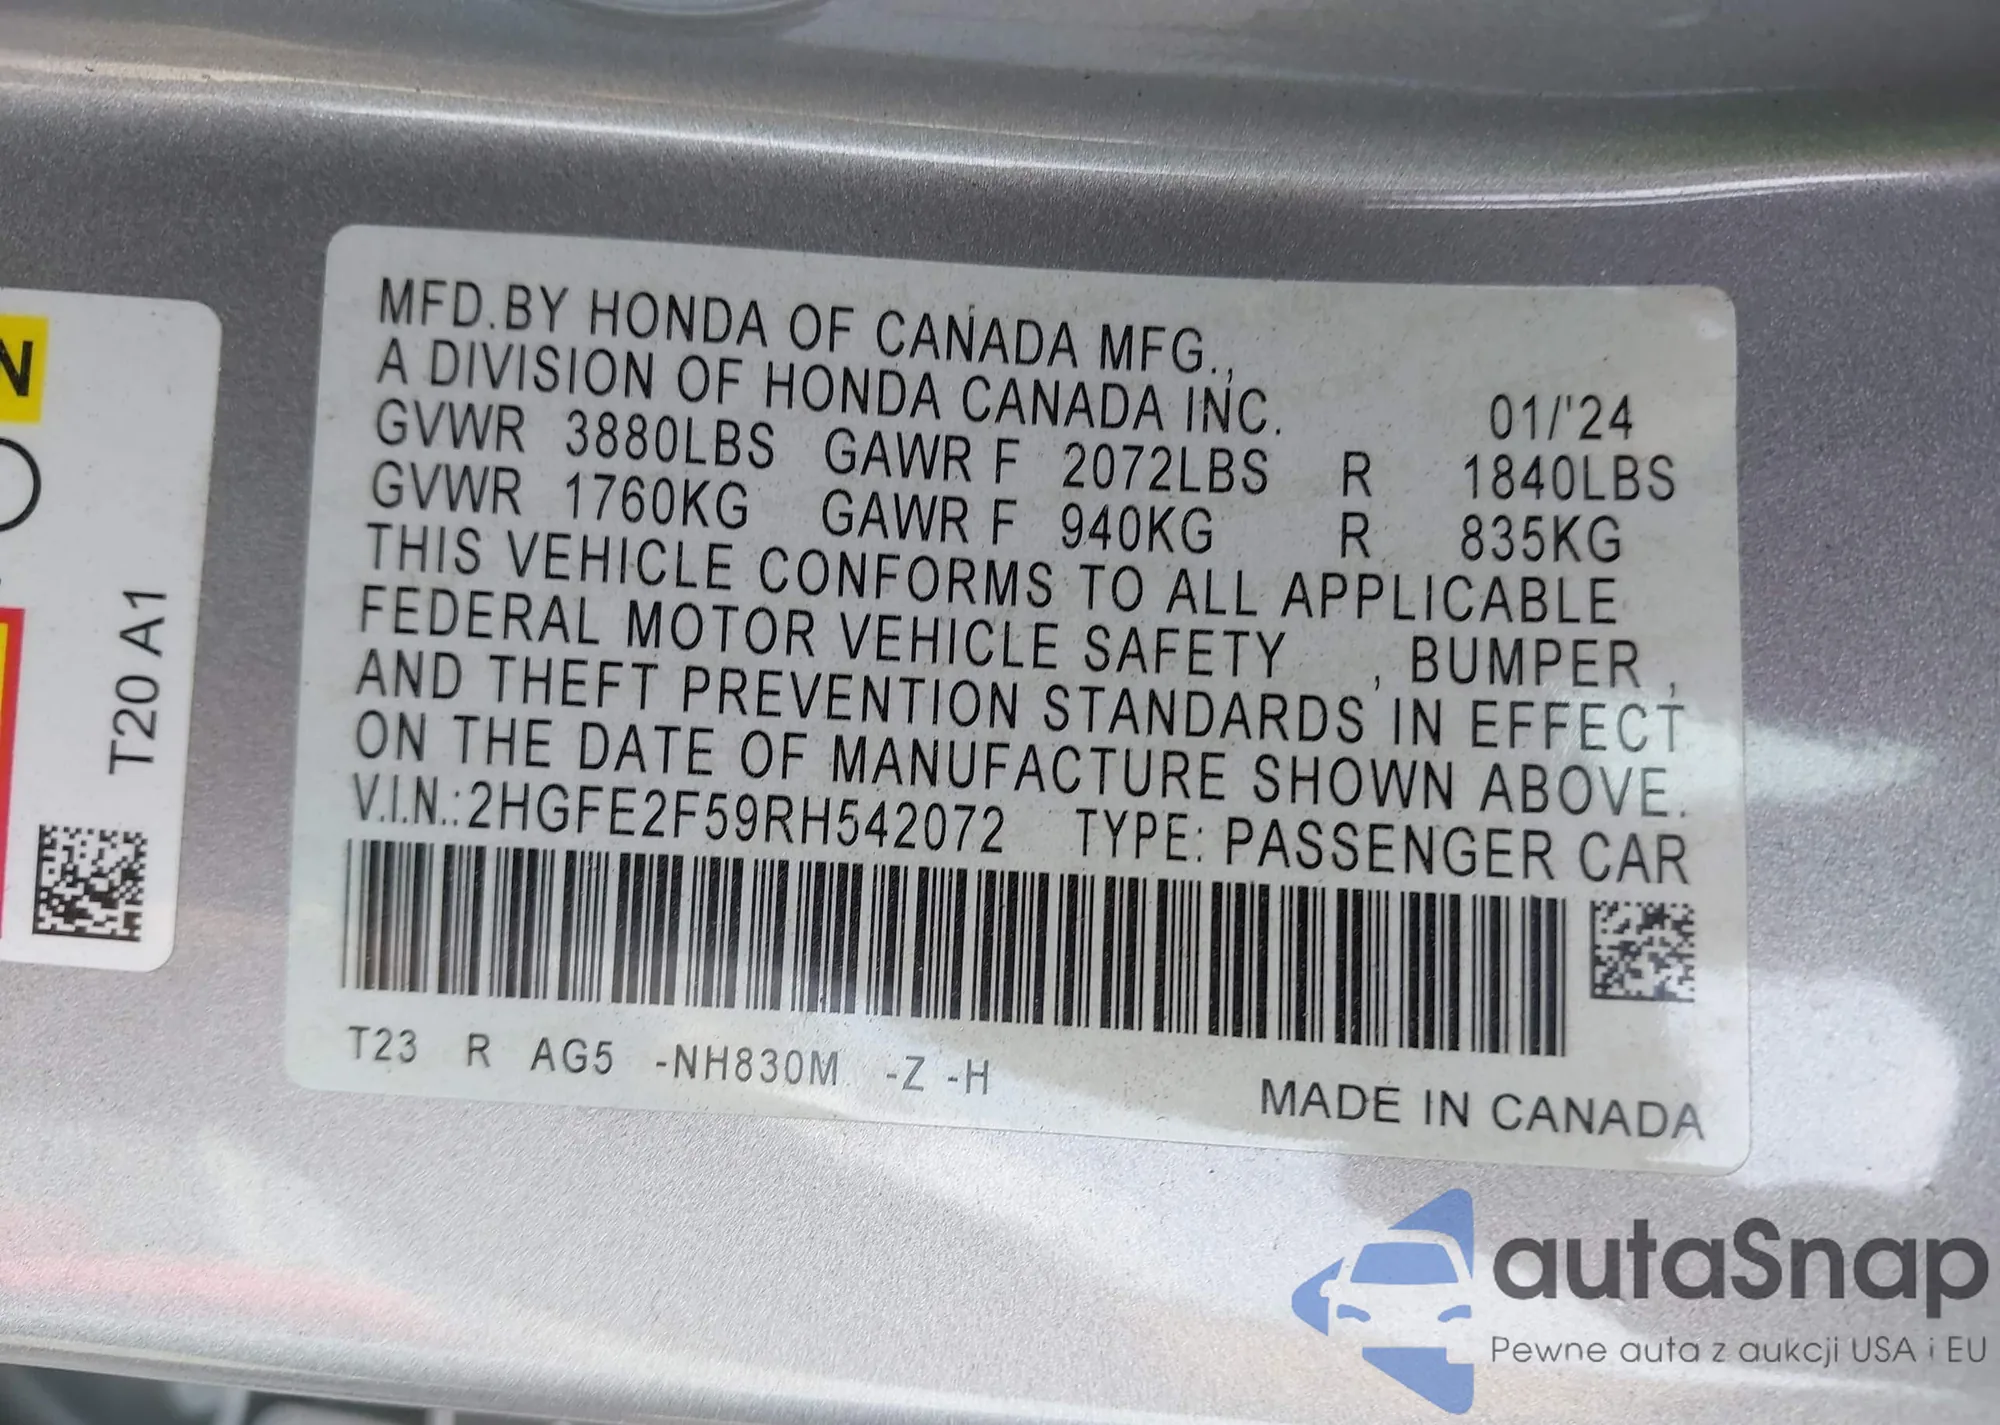 MFD.BY HONDA OF CANADA MFG.,
A DIVISION OF HONDA CANADA INC. 01/'24
GVWR 3880LBS GAWR F 2072LBS R 1840LBS
GVWR 1760KG GAWR F 940KG R 835KG
THIS VEHICLE CONFORMS TO ALL APPLICABLE
FEDERAL MOTOR VEHICLE SAFETY , BUMPER ,
AND THEFT PREVENTION STANDARDS IN EFFECT
ON THE DATE OF MANUFACTURE SHOWN ABOVE.
V.I.N.:2HGFE2F59RH542072 TYPE: PASSENGER CAR
T23 R AG5 -NH830M -Z -H
MADE IN CANADA
N
T20 A1
autaSnap
Pewne auta z aukcji USA i EU